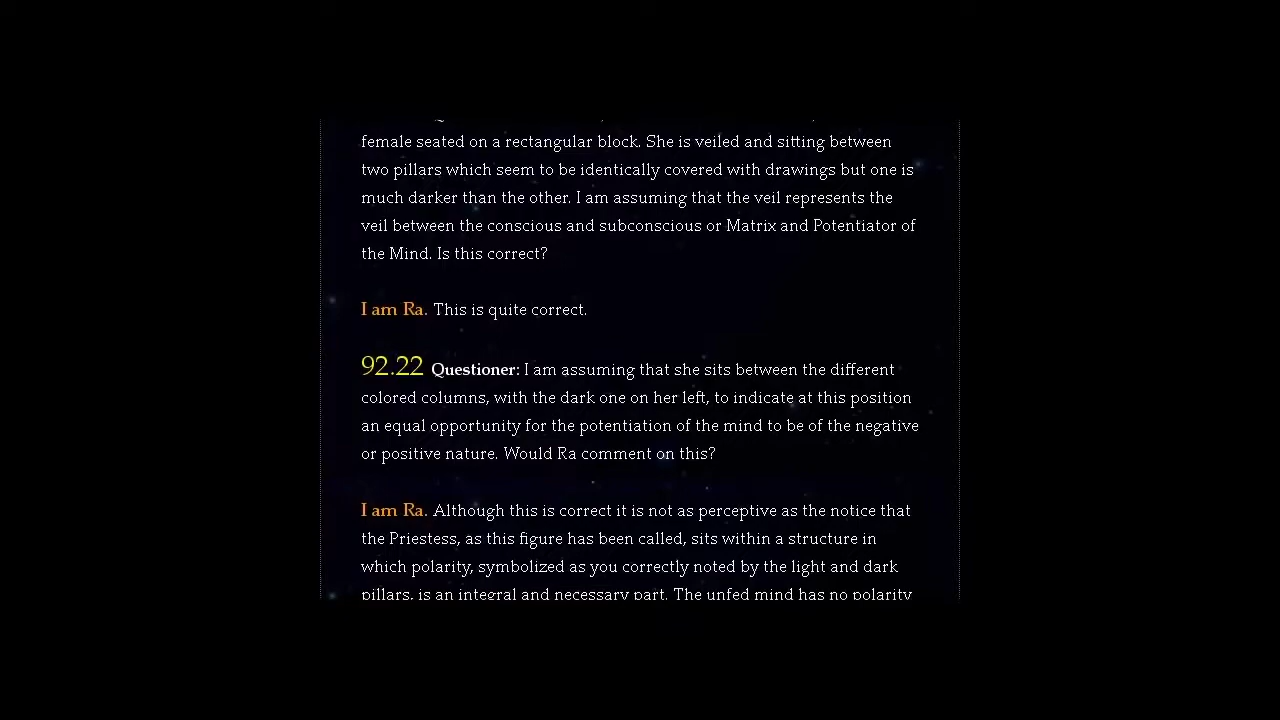 female seated on a rectangular block. She is veiled and sitting between
two pillars which seem to be identically covered with drawings but one is
much darker than the other. I am assuming that the veil represents the
veil between the conscious and subconscious or Matrix and Potentiator of
the Mind. Is this correct?
I am Ra. This is quite correct.
92.22 Questioner: I am assuming that she sits between the different
colored columns, with the dark one on her left, to indicate at this position
an equal opportunity for the potentiation of the mind to be of the negative
or positive nature. Would Ra comment on this?
I am Ra. Although this is correct it is not as perceptive as the notice that
the Priestess, as this figure has been called, sits within a structure in
which polarity, symbolized as you correctly noted by the light and dark
pillars, is an integral and necessary part. The unfed mind has no polarity